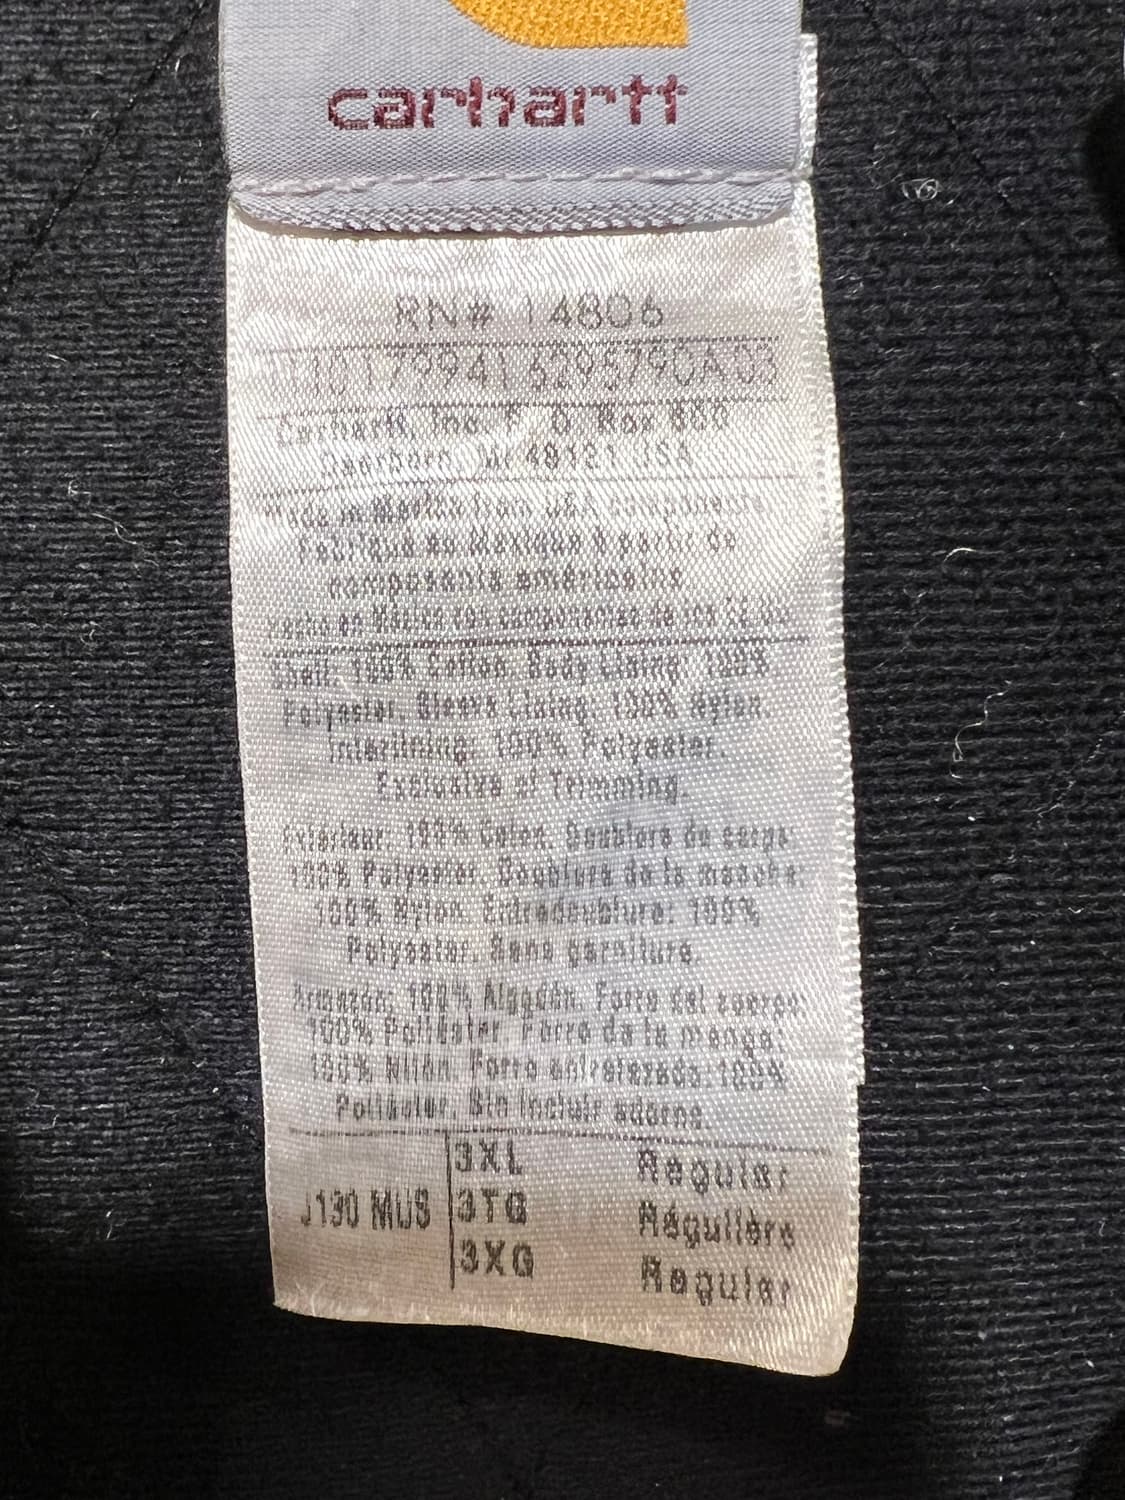 carhartt
RN# 14806
Carhartt, Inc. P. O. Box 600
Dearborn, MI 48121 USA
Made in Mexico from USA components
Fabriqué au Mexique à partir de
composants américains
Hecho en México con componentes de los
Shell: 100% Cotton. Body Lining: 100%
Polyester. Sleeve Lining: 100% Nylon.
Interlining: 100% Polyester.
Exclusive of Trimming.
Exterieur: 100% Coton. Doublure du corps:
100% Polyester. Doublure de la manche:
100% Nylon. Entredoublure: 100%
Polyester. Sans garniture.
Armazón: 100% Algodón. Forro del cuerpo:
100% Poliéster. Forro de la manga:
100% Nilón. Forro entretezado: 100%
Poliéster. Sin incluir adorno.
3XL Regular
J130 MUS 3TG Régulière
3XG Regular